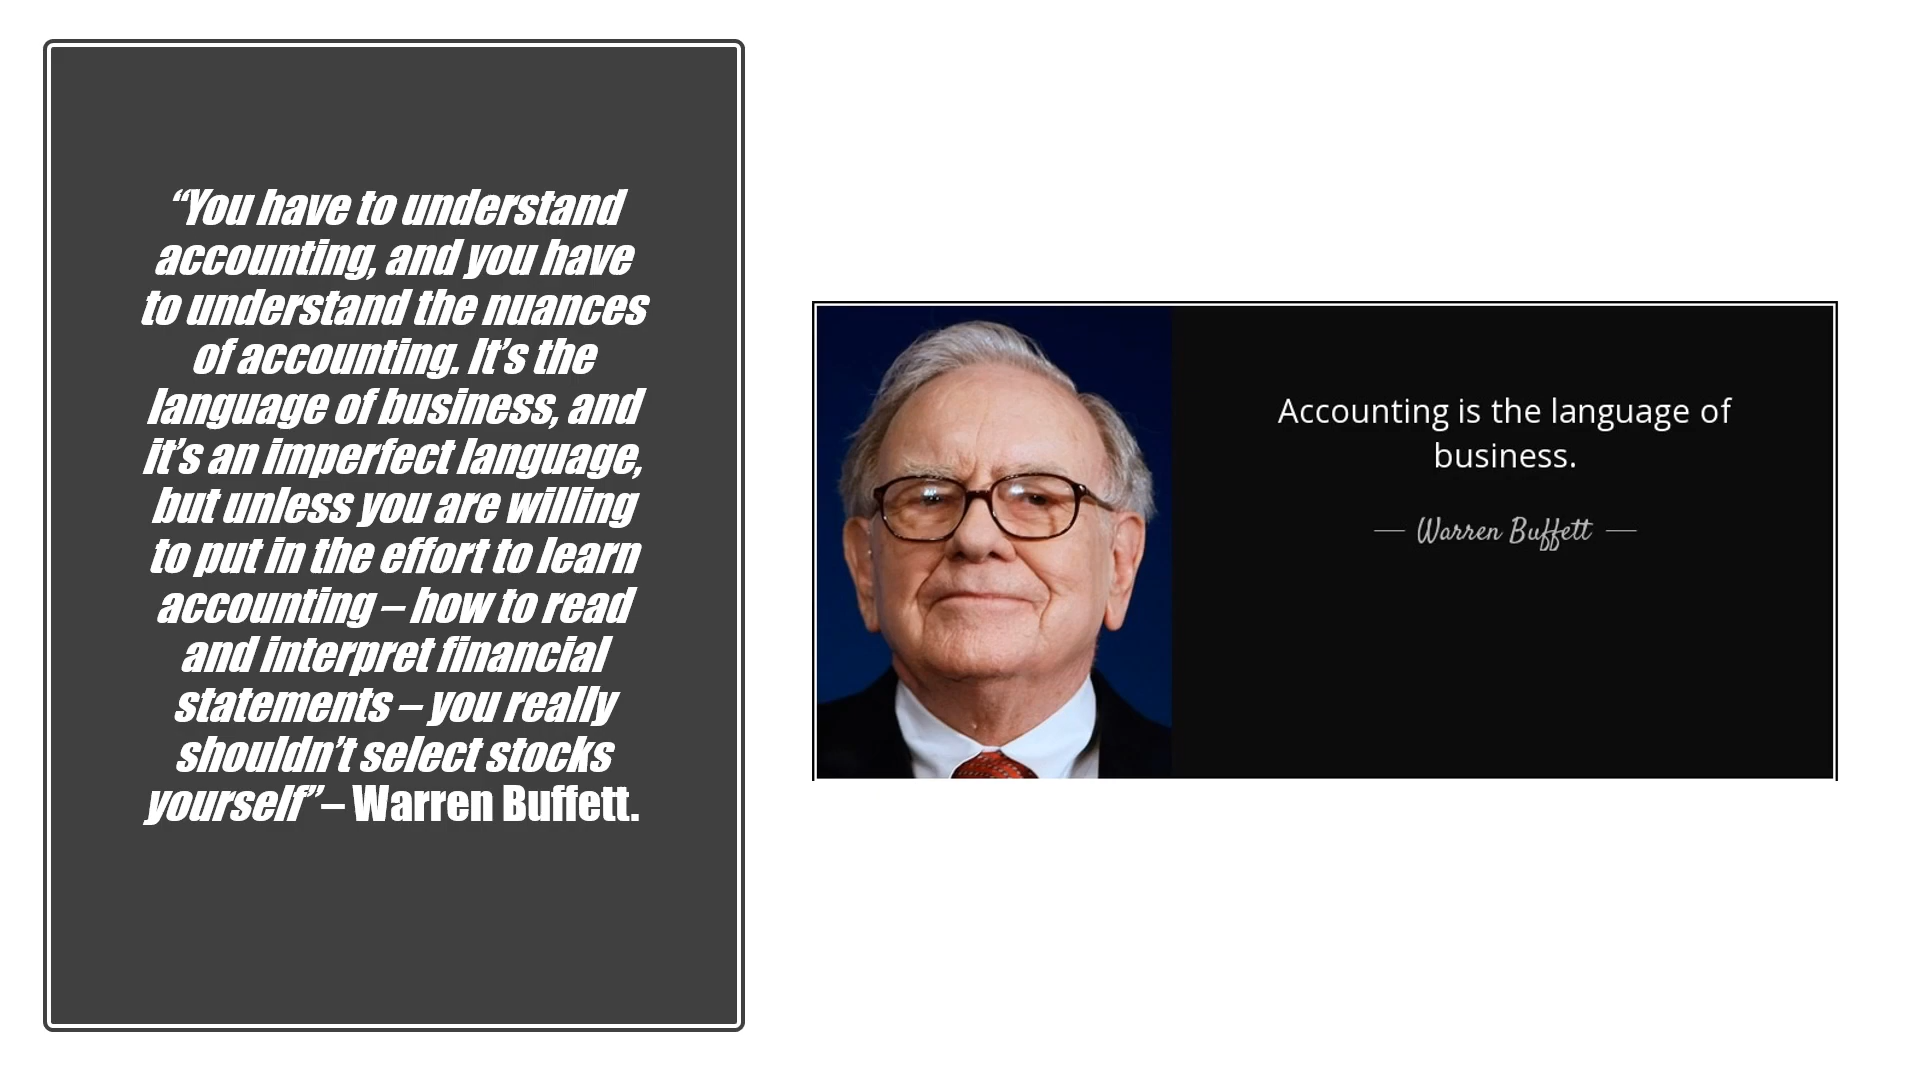 “You have to understand
accounting, and you have
to understand the nuances
of accounting. It’s the
language of business, and
it’s an imperfect language,
but unless you are willing
to put in the effort to learn
accounting – how to read
and interpret financial
statements – you really
shouldn’t select stocks
yourself” – Warren Buffett.
Accounting is the language of
business.
— Warren Buffett —